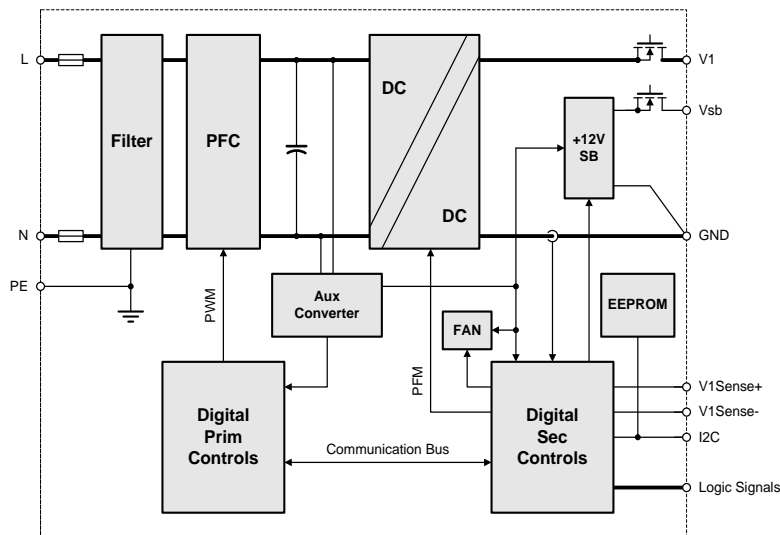 L
V1
DC
Vsb
Filter
PFC
+12V
SB
DC
N
GND
PE
PWM
Aux
Converter
EEPROM
FAN
PFM
V1Sense+
V1Sense-
I2C
Digital
Prim
Controls
Communication Bus
Digital
Sec
Controls
Logic Signals